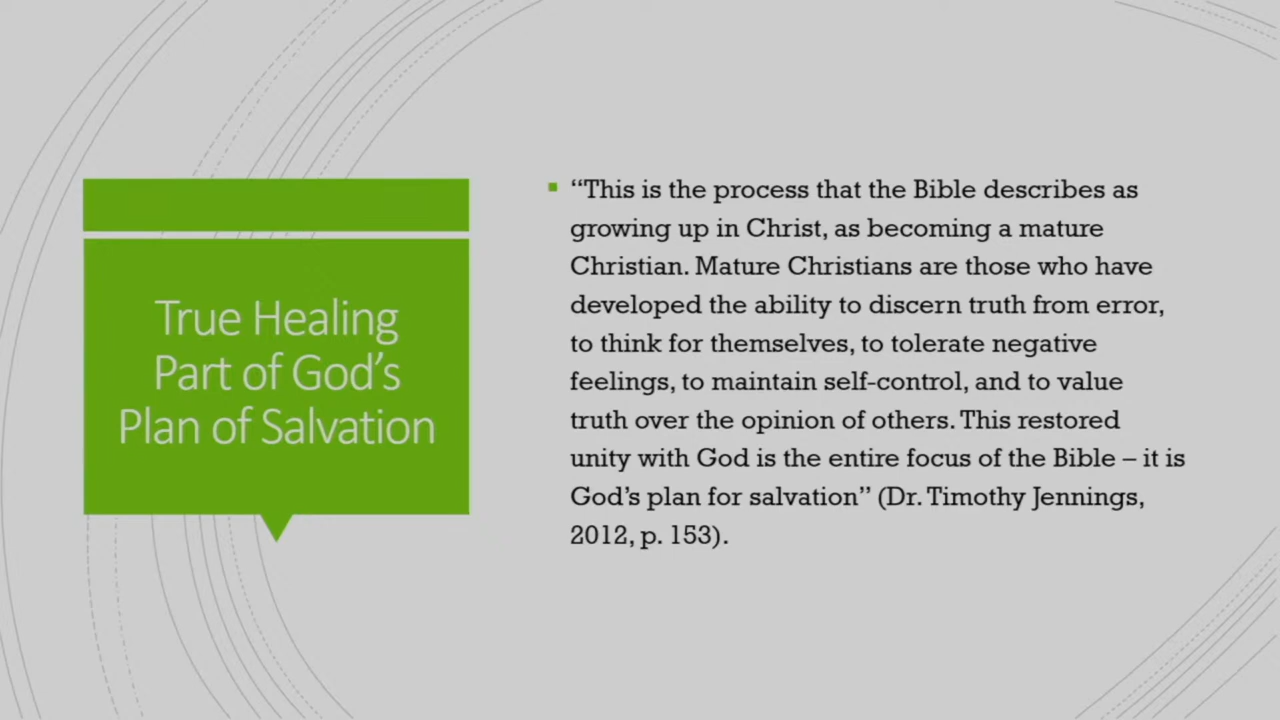 True Healing
Part of God’s
Plan of Salvation
“This is the process that the Bible describes as
growing up in Christ, as becoming a mature
Christian. Mature Christians are those who have
developed the ability to discern truth from error,
to think for themselves, to tolerate negative
feelings, to maintain self-control, and to value
truth over the opinion of others. This restored
unity with God is the entire focus of the Bible – it is
God’s plan for salvation” (Dr. Timothy Jennings,
2012, p. 153).